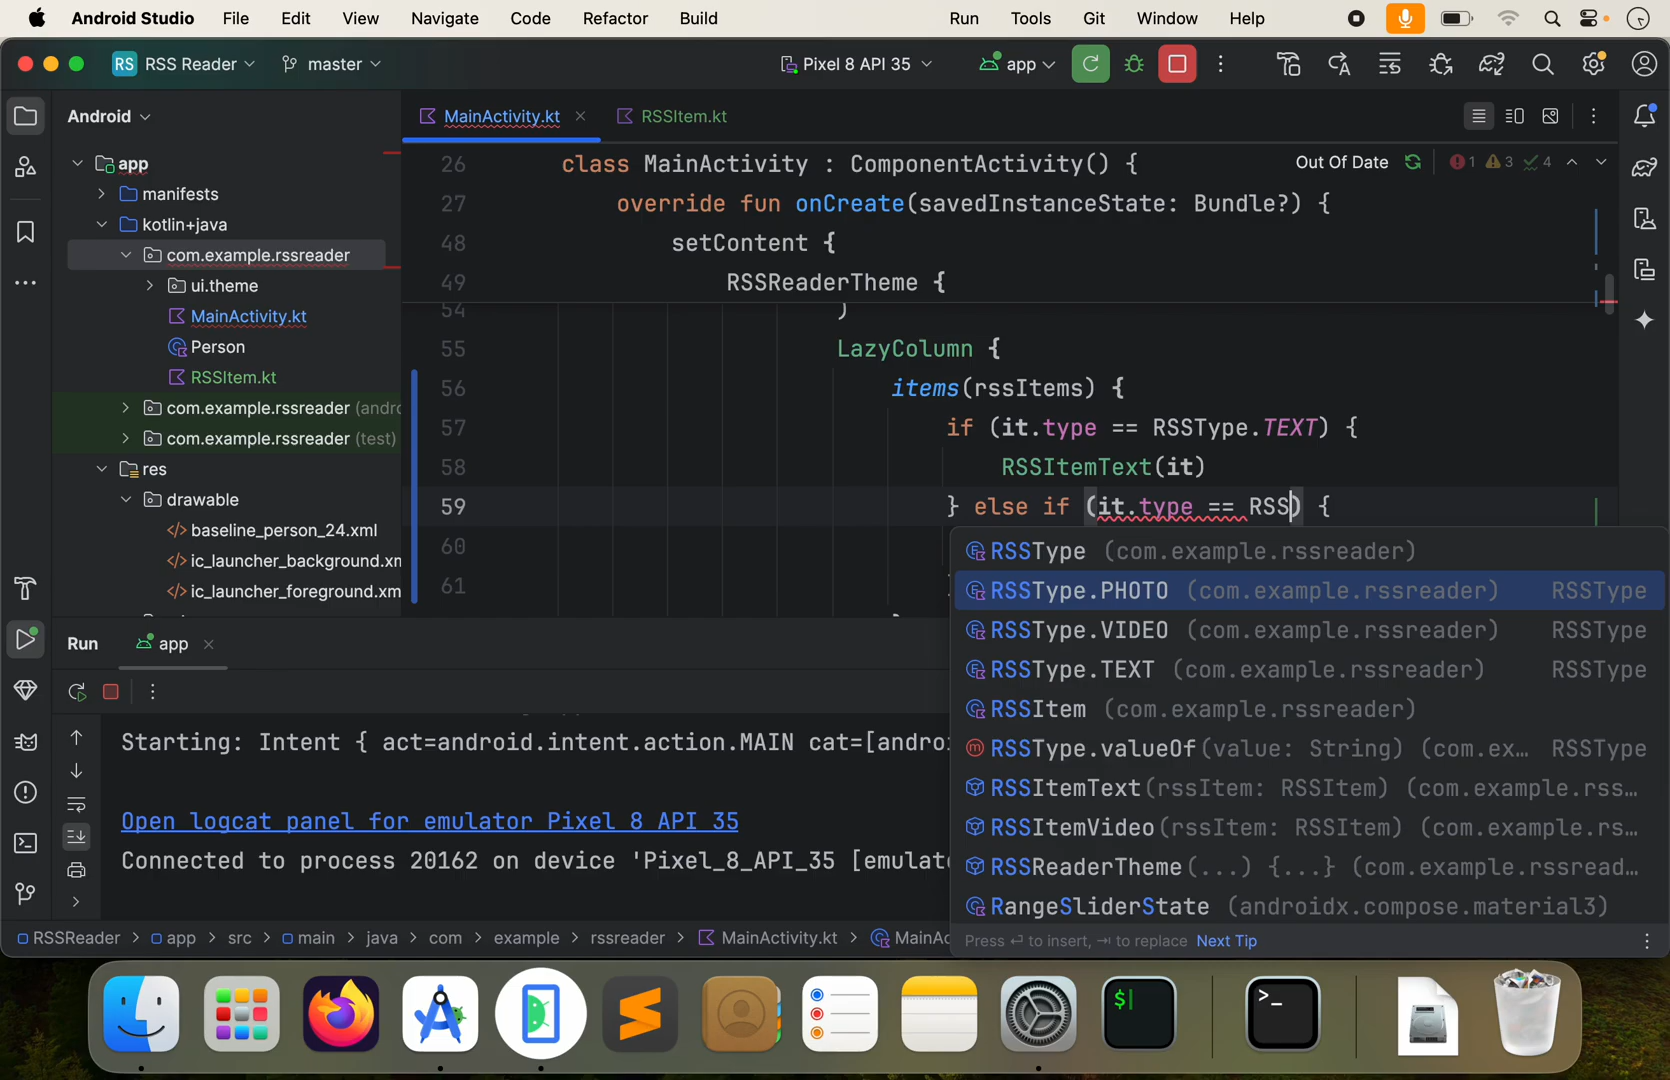 Android Studio File Edit View Navigate Code Refactor Build Run Tools Git Window Help
RS RSS Reader master Pixel 8 API 35 app
Android MainActivity.kt RSSItem.kt
app
manifests
kotlin+java
com.example.rssreader
ui.theme
MainActivity.kt
Person
RSSItem.kt
com.example.rssreader (andro
com.example.rssreader (test)
res
drawable
baseline_person_24.xml
ic_launcher_background.xm
ic_launcher_foreground.xm
Out Of Date 1 3 4
26 class MainActivity : ComponentActivity() {
27 override fun onCreate(savedInstanceState: Bundle?) {
48 setContent {
49 RSSReaderTheme {
54 )
55 LazyColumn {
56 items(rssItems) {
57 if (it.type == RSSType.TEXT) {
58 RSSItemText(it)
59 } else if (it.type == RSS) {
60
61
RSSType (com.example.rssreader)
RSSType.PHOTO (com.example.rssreader) RSSType
RSSType.VIDEO (com.example.rssreader) RSSType
RSSType.TEXT (com.example.rssreader) RSSType
RSSItem (com.example.rssreader)
RSSType.valueOf(value: String) (com.ex… RSSType
RSSItemText(rssItem: RSSItem) (com.example.rss…
RSSItemVideo(rssItem: RSSItem) (com.example.rs…
RSSReaderTheme(...) {...} (com.example.rssread…
RangeSliderState (androidx.compose.material3)
Press ⏎ to insert, ⇥ to replace Next Tip
Run app
Starting: Intent { act=android.intent.action.MAIN cat=[andro
Open logcat panel for emulator Pixel 8 API 35
Connected to process 20162 on device 'Pixel_8_API_35 [emulat
RSSReader > app > src > main > java > com > example > rssreader > MainActivity.kt > MainAc
$
>_